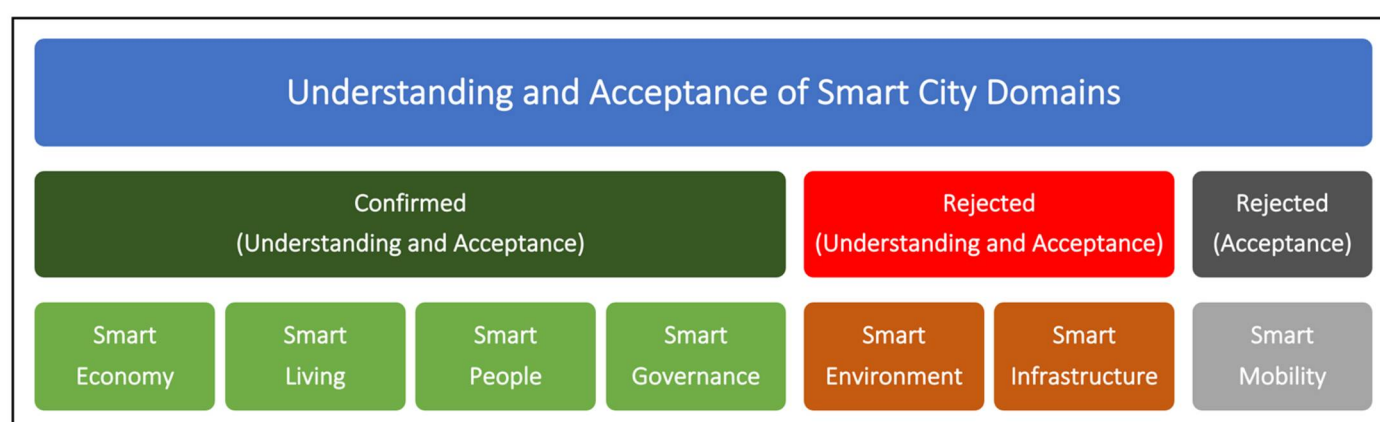 Understanding and Acceptance of Smart City Domains
Confirmed
(Understanding and Acceptance)
Rejected
(Understanding and Acceptance)
Rejected
(Acceptance)
Smart
Economy
Smart
Living
Smart
People
Smart
Governance
Smart
Environment
Smart
Infrastructure
Smart
Mobility